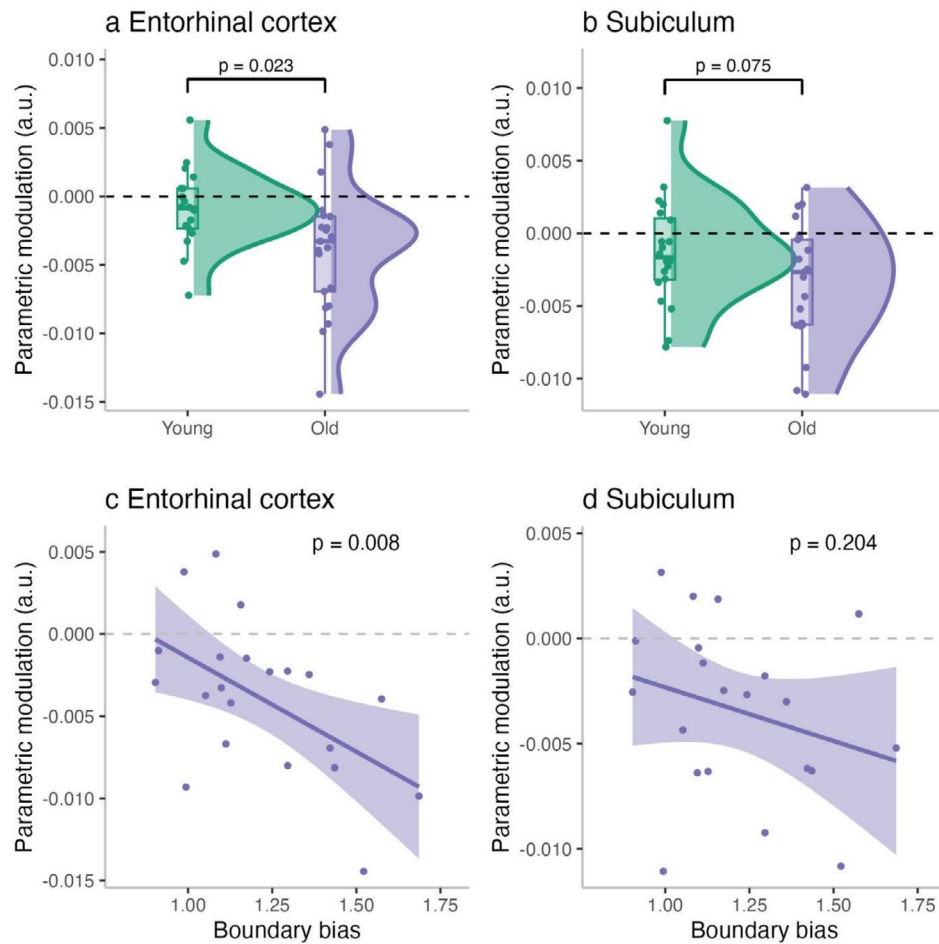 a Entorhinal cortex
Parametric modulation (a.u.)
0.010
0.005
0.000
-0.005
-0.010
-0.015
p = 0.023
Young
Old
b Subiculum
Parametric modulation (a.u.)
0.010
0.005
0.000
-0.005
-0.010
p = 0.075
Young
Old
c Entorhinal cortex
Parametric modulation (a.u.)
0.005
0.000
-0.005
-0.010
-0.015
p = 0.008
1.00
1.25
1.50
1.75
Boundary bias
d Subiculum
Parametric modulation (a.u.)
0.005
0.000
-0.005
-0.010
p = 0.204
1.00
1.25
1.50
1.75
Boundary bias